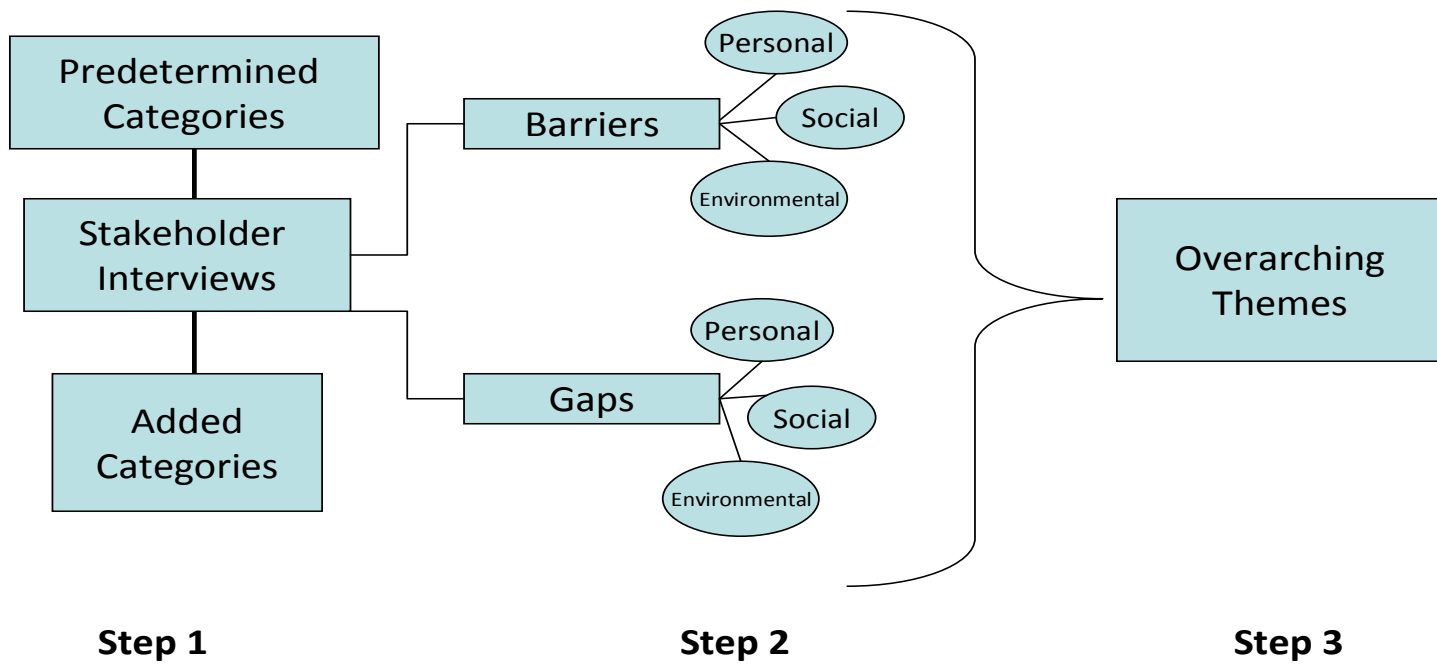 Predetermined
Categories
Stakeholder
Interviews
Added
Categories
Barriers
Personal
Social
Environmental
Gaps
Personal
Social
Environmental
Overarching
Themes
Step 1
Step 2
Step 3